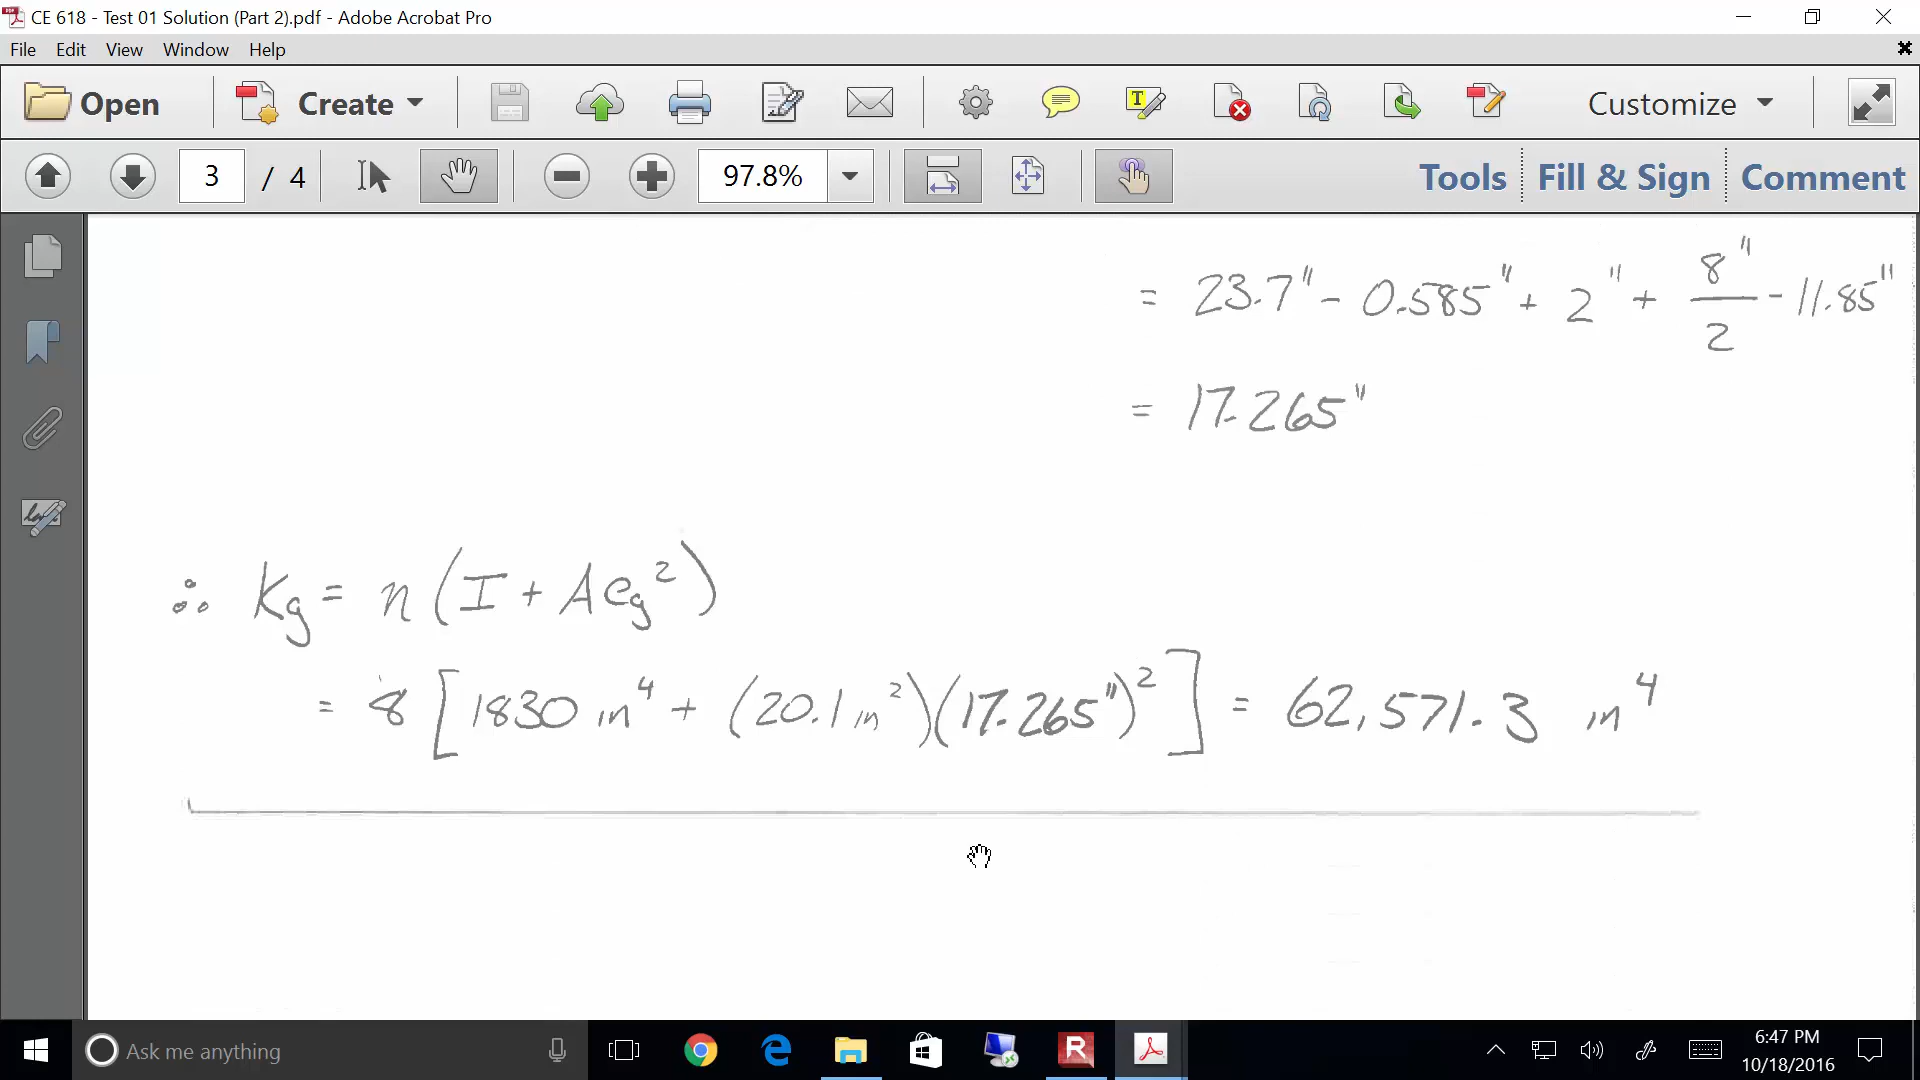 CE 618 - Test 01 Solution (Part 2).pdf - Adobe Acrobat Pro
File Edit View Window Help
Open Create Customize
3 / 4 97.8% Tools Fill & Sign Comment
= 23.7" - 0.585" + 2" + 8"/2 - 11.85"
= 17.265"
∴ Kg = n (I + Aeg²)
= 8 [1830 in⁴ + (20.1 in²)(17.265")²] = 62,571.3 in⁴
Ask me anything
6:47 PM
10/18/2016